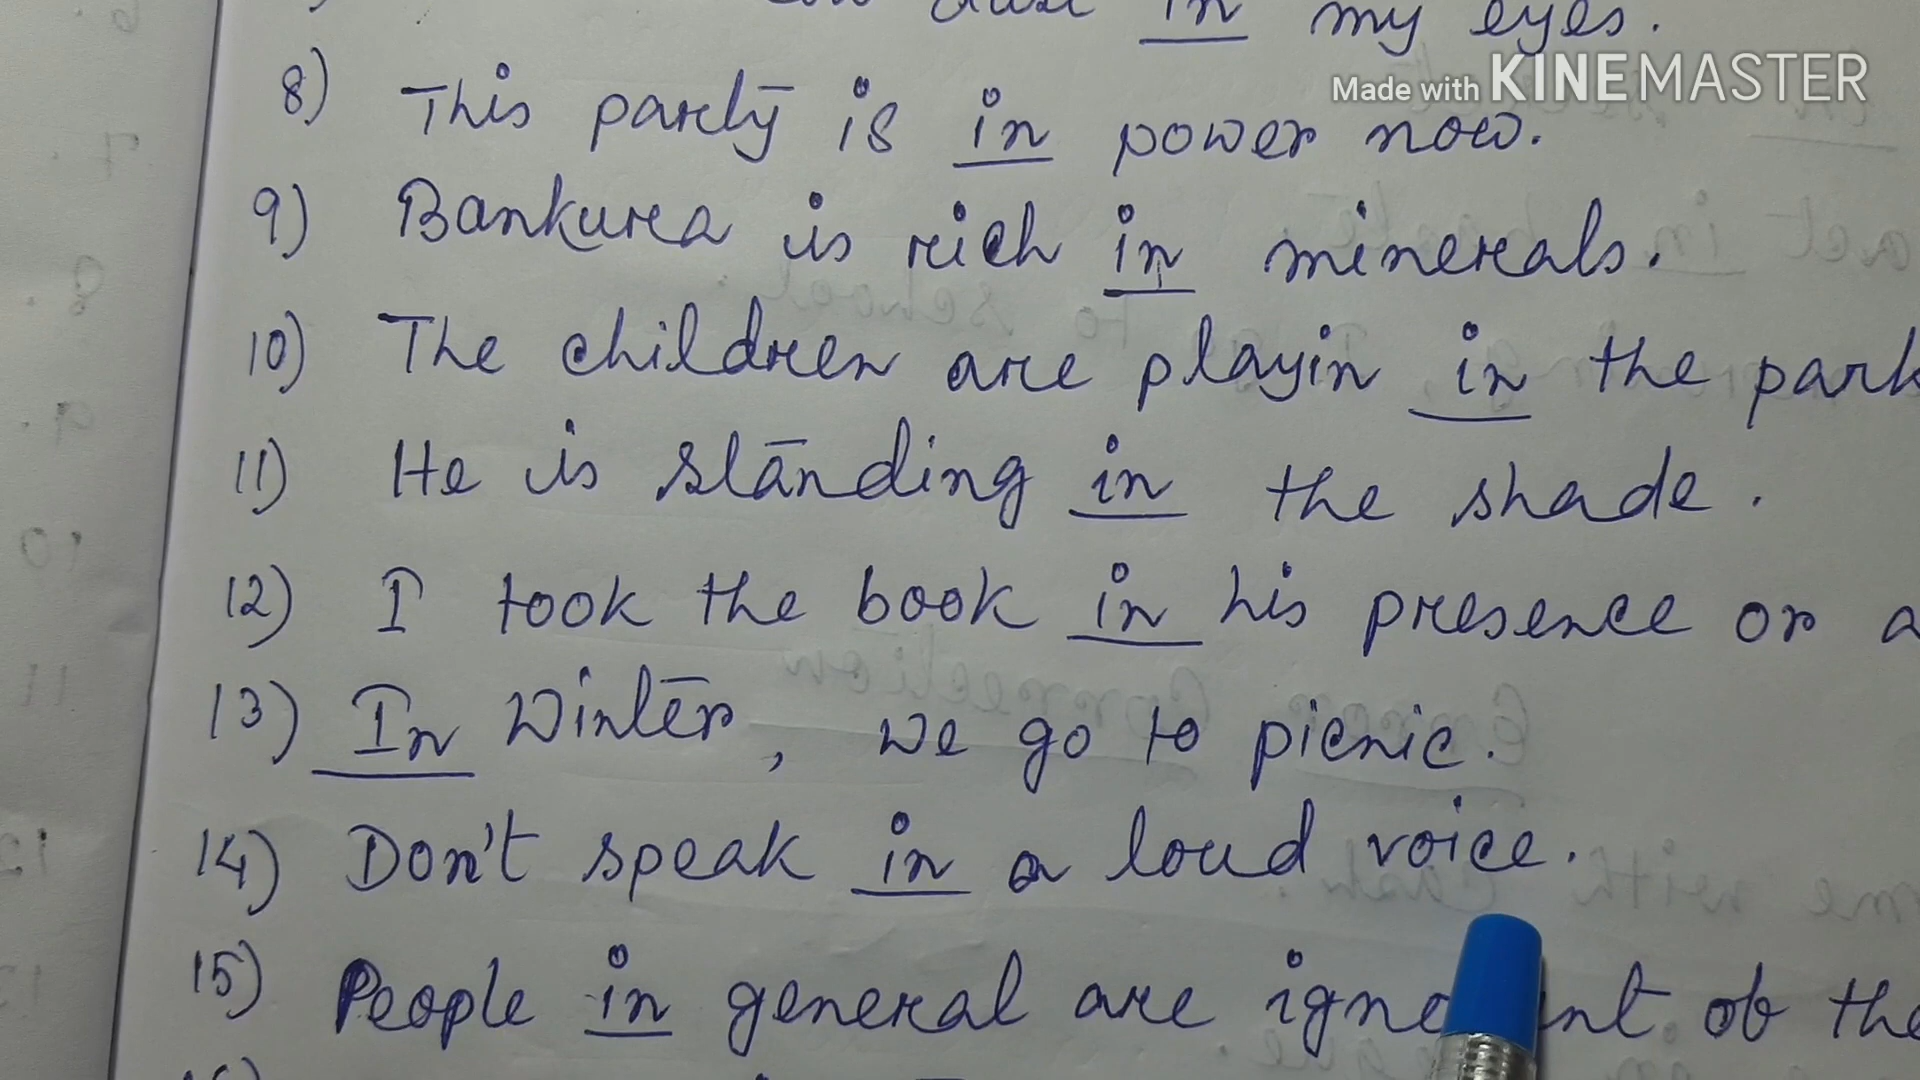 in my eyes.
Made with KINEMASTER
8) This party is in power now.
9) Bankura is rich in minerals.
10) The children are playin in the park
11) He is standing in the shade.
12) I took the book in his presence or a
13) In Winter, we go to picnic.
14) Don't speak in a loud voice.
15) People in general are ignorant of the